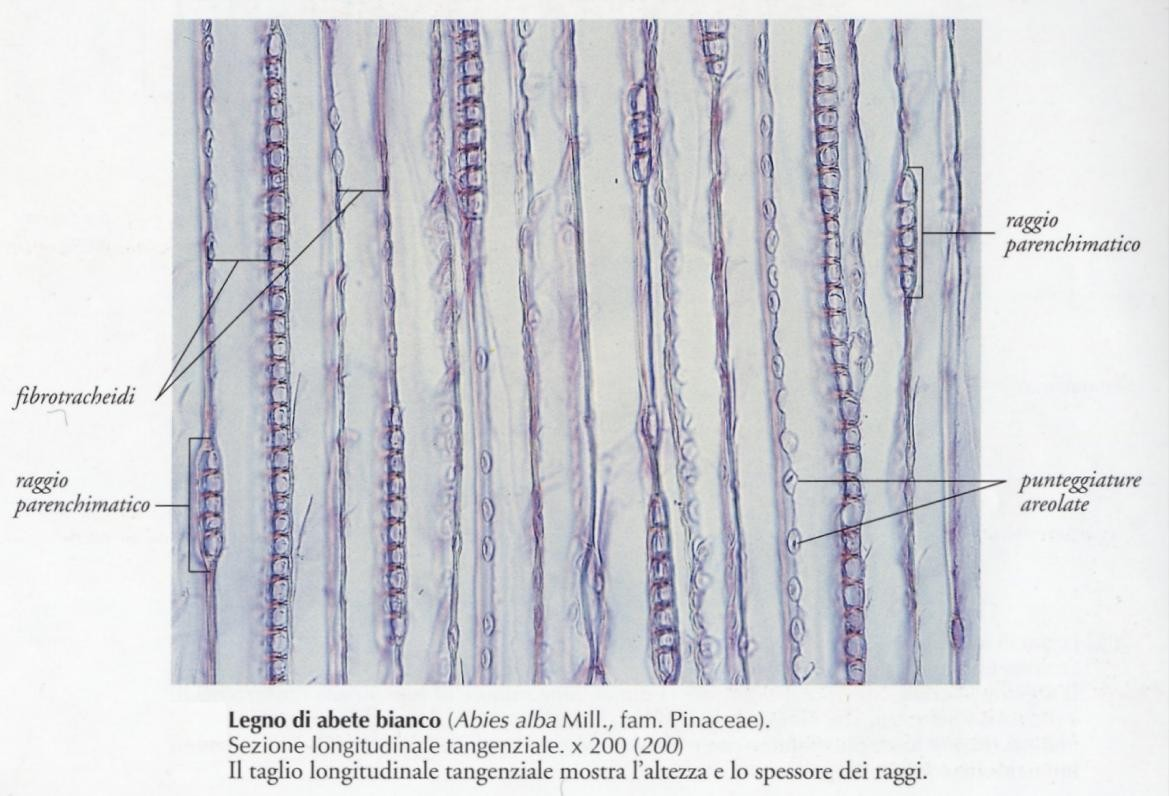 raggio
parenchimatico
fibrotracheidi
raggio
parenchimatico
punteggiature
areolate
Legno di abete bianco (Abies alba Mill., fam. Pinaceae).
Sezione longitudinale tangenziale. x 200 (200)
Il taglio longitudinale tangenziale mostra l'altezza e lo spessore dei raggi.